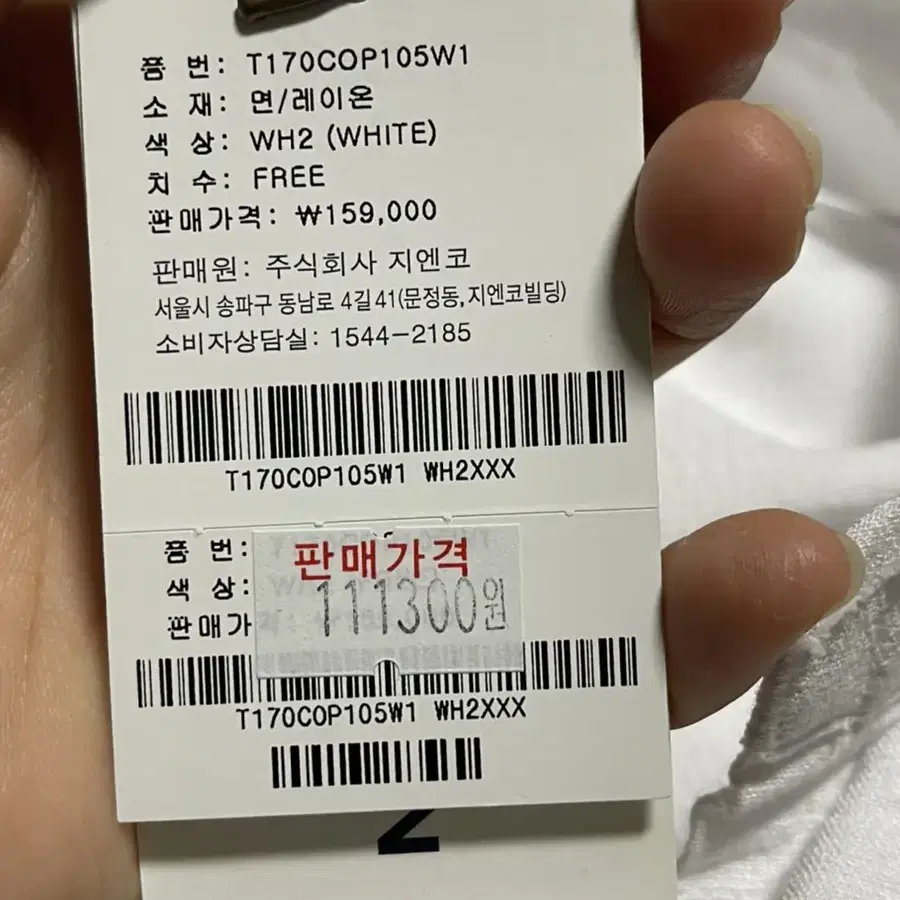 품 번: T170COP105W1
소 재: 면/레이온
색 상: WH2 (WHITE)
치 수: FREE
판매가격: ₩159,000
판매원: 주식회사 지엔코
서울시 송파구 동남로 4길 41(문정동, 지엔코빌딩)
소비자상담실: 1544-2185
T170COP105W1 WH2XXX
품 번:
색 상:
판매가
판매가격
111300원
T170COP105W1 WH2XXX